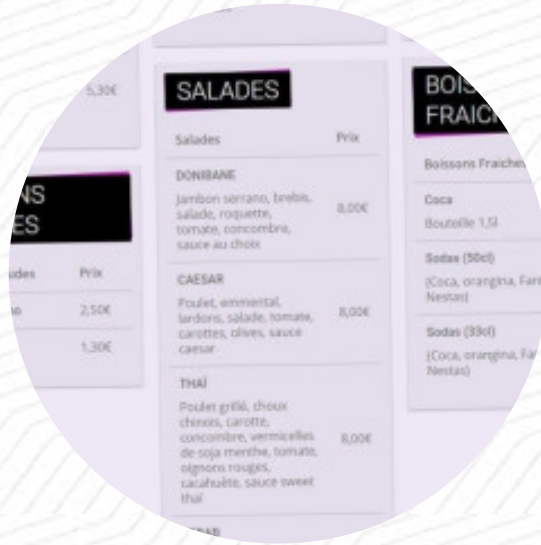 5,30€
NS
ES
udes Prix
2,50€
1,30€
SALADES
Salades Prix
DONIBANE
Jambon serrano, brebis,
salade, roquette,
tomate, concombre,
sauce au choix
8,00€
CAESAR
Poulet, emmental,
lardons, salade, tomate,
carottes, olives, sauce
caesar
8,00€
THAÏ
Poulet grillé, choux
chinois, carotte,
concombre, vermicelles
de soja menthe, tomate,
oignons rouges,
cacahuète, sauce sweet
thaï
8,00€
BOIS
FRAIC
Boissons Fraiches
Coca
Bouteille 1,5l
Sodas (50cl)
(Coca, orangina, Fan
Nestas)
Sodas (33cl)
(Coca, orangina, Fa
Nestas)